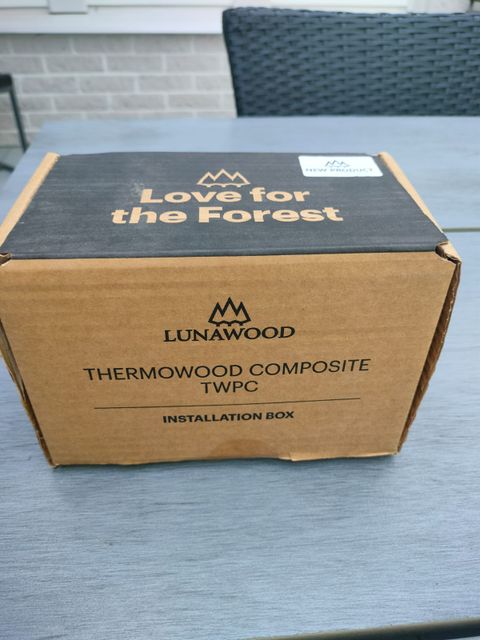 NEW PRODUCT
Love for
the Forest
LUNAWOOD
THERMOWOOD COMPOSITE
TWPC
INSTALLATION BOX